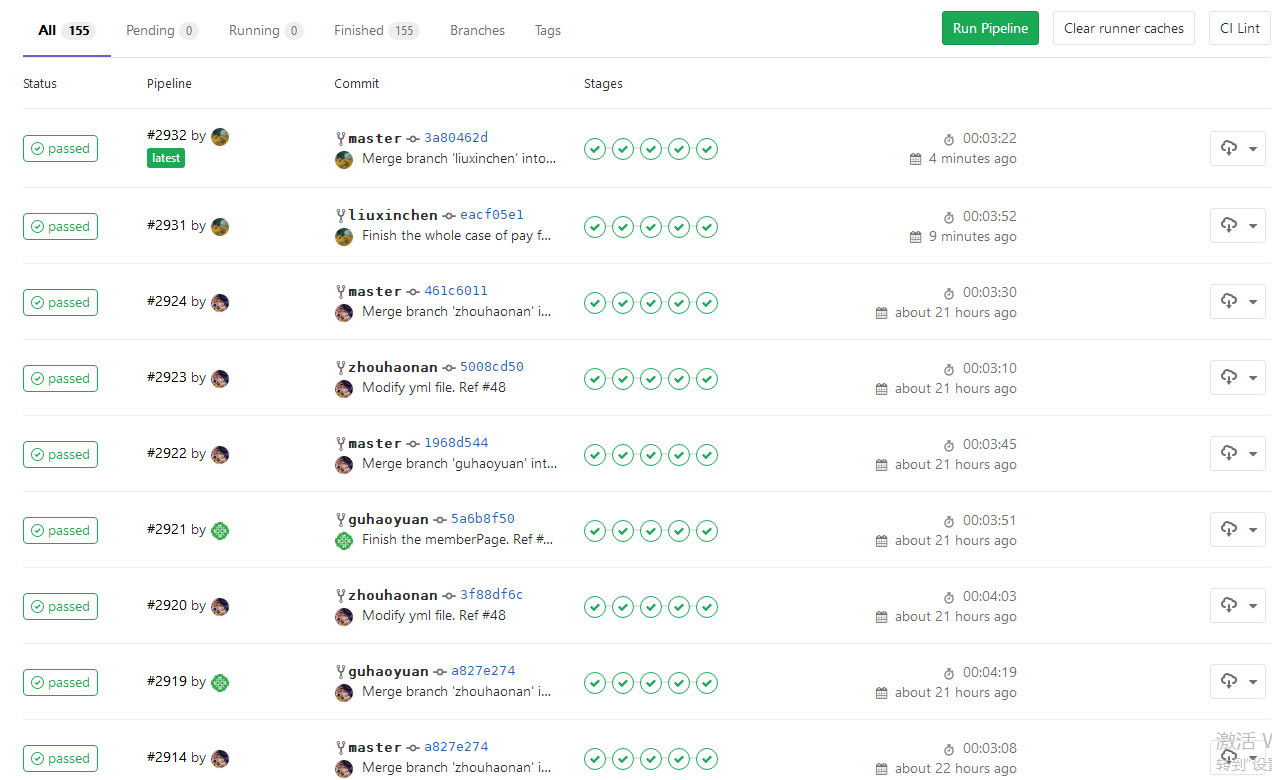 All 155 Pending 0 Running 0 Finished 155 Branches Tags Run Pipeline Clear runner caches CI Lint
Status Pipeline Commit Stages
passed #2932 by master 3a80462d 00:03:22
latest Merge branch 'liuxinchen' into... 4 minutes ago
passed #2931 by liuxinchen eacf05e1 00:03:52
Finish the whole case of pay f... 9 minutes ago
passed #2924 by master 461c6011 00:03:30
Merge branch 'zhouhaonan' i... about 21 hours ago
passed #2923 by zhouhaonan 5008cd50 00:03:10
Modify yml file. Ref #48 about 21 hours ago
passed #2922 by master 1968d544 00:03:45
Merge branch 'guhaoyuan' int... about 21 hours ago
passed #2921 by guhaoyuan 5a6b8f50 00:03:51
Finish the memberPage. Ref #... about 21 hours ago
passed #2920 by zhouhaonan 3f88df6c 00:04:03
Modify yml file. Ref #48 about 21 hours ago
passed #2919 by guhaoyuan a827e274 00:04:19
Merge branch 'zhouhaonan' i... about 21 hours ago
passed #2914 by master a827e274 00:03:08
Merge branch 'zhouhaonan' i... about 22 hours ago
激活 W
转到"设置